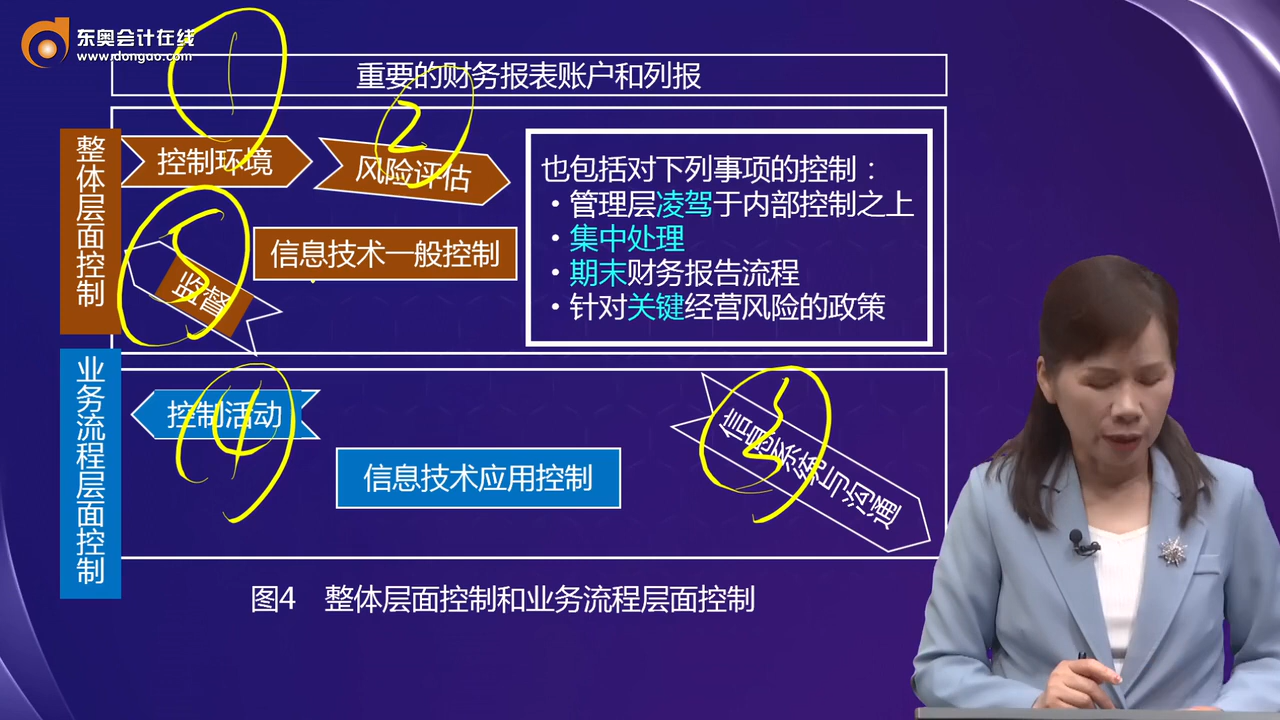 东奥会计在线
www.dongao.com
重要的财务报表账户和列报
整体层面控制
1
控制环境
2
风险评估
5
监督
信息技术一般控制
也包括对下列事项的控制：
•管理层凌驾于内部控制之上
•集中处理
•期末财务报告流程
•针对关键经营风险的政策
业务流程层面控制
4
控制活动
信息技术应用控制
信息系统与沟通
图4 整体层面控制和业务流程层面控制